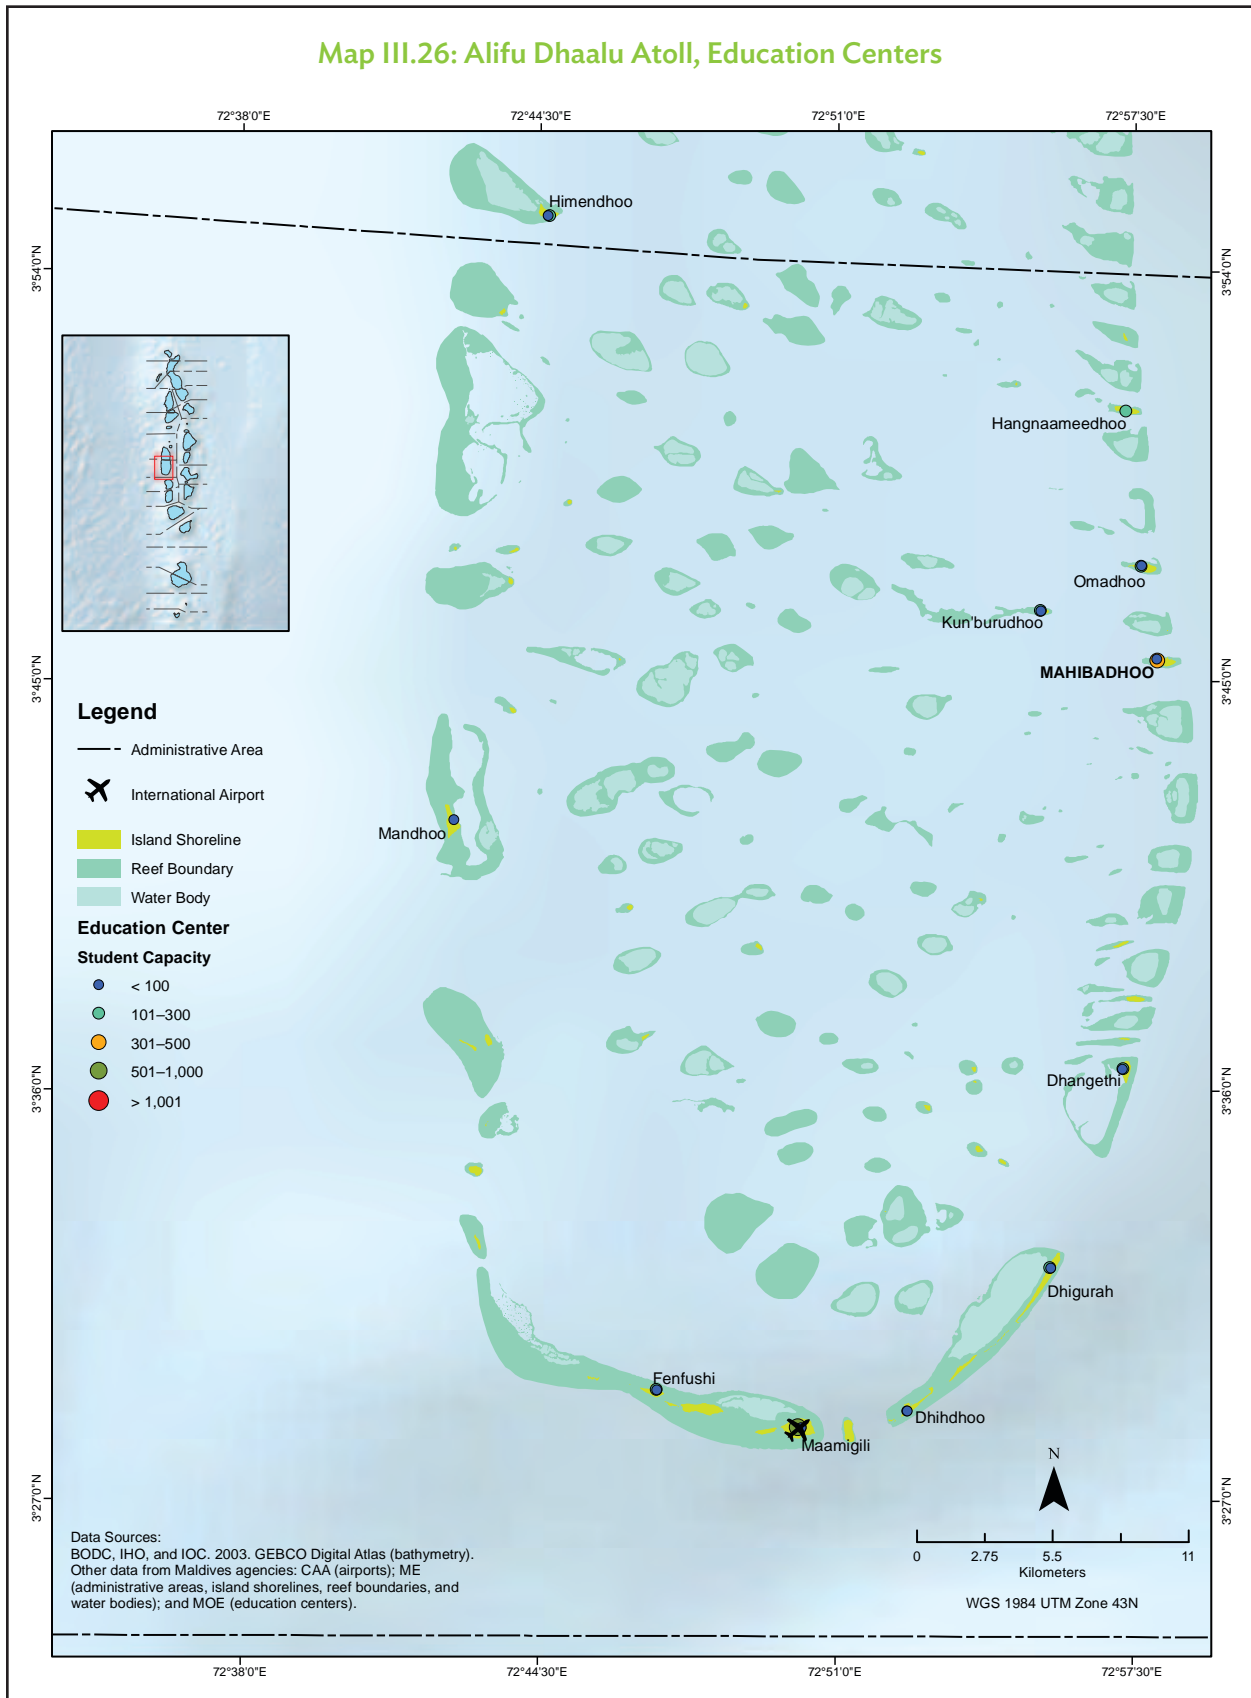 Map III.26: Alifu Dhaalu Atoll, Education Centers
72°38'0"E
72°44'30"E
72°51'0"E
72°57'30"E
Himendhoo
3°54'0"N
3°54'0"N
Hangnaameedhoo
Omadhoo
Kun'burudhoo
MAHIBADHOO
3°45'0"N
3°45'0"N
Legend
Administrative Area
International Airport
Island Shoreline
Reef Boundary
Water Body
Education Center
Student Capacity
< 100
101–300
301–500
501–1,000
> 1,001
Mandhoo
Dhangethi
3°36'0"N
3°36'0"N
Dhigurah
Fenfushi
Dhihdhoo
Maamigili
N
3°27'0"N
3°27'0"N
Data Sources:
BODC, IHO, and IOC. 2003. GEBCO Digital Atlas (bathymetry).
Other data from Maldives agencies: CAA (airports); ME
(administrative areas, island shorelines, reef boundaries, and
water bodies); and MOE (education centers).
0 2.75 5.5 11
Kilometers
WGS 1984 UTM Zone 43N
72°38'0"E
72°44'30"E
72°51'0"E
72°57'30"E